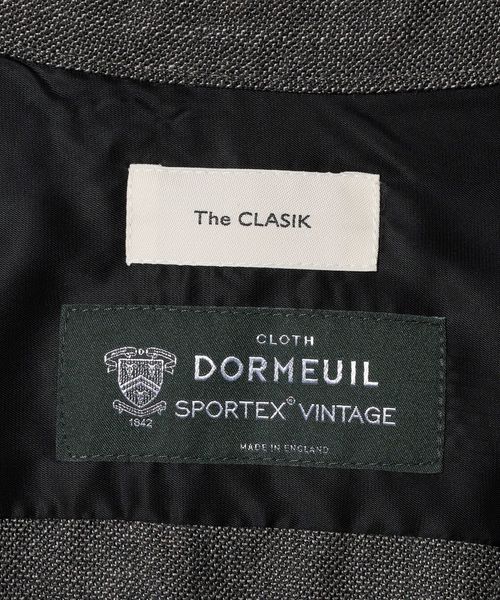 The CLASIK
CLOTH
DORMEUIL
SPORTEX® VINTAGE
D
1842
MADE IN ENGLAND